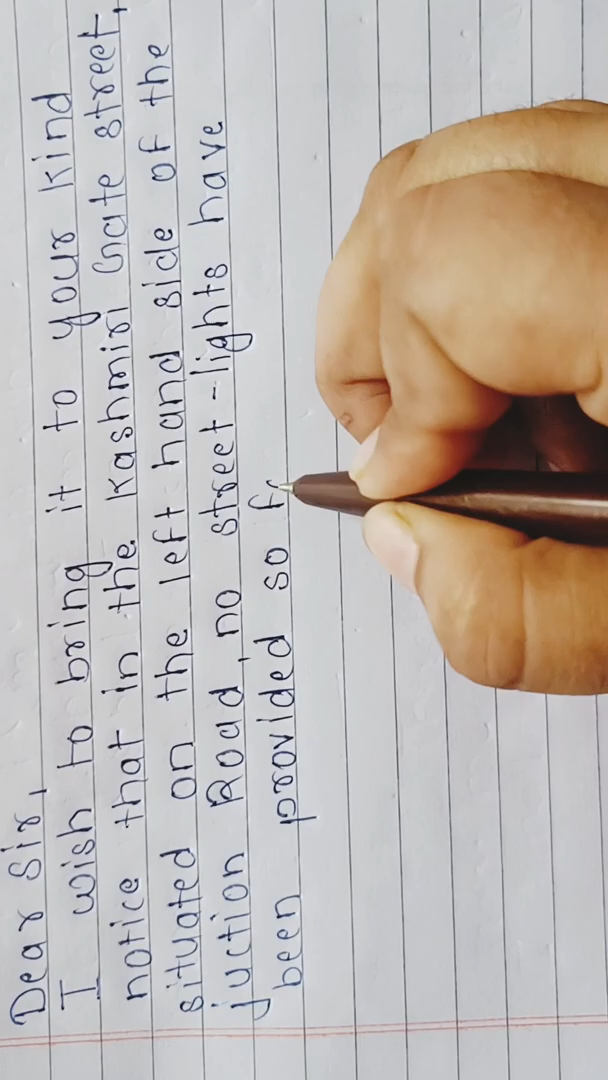 Dear Sir,
I wish to bring it to your kind
notice that in the Kashmiri Gate street,
situated on the left hand side of the
juction Road, no street-lights have
been provided so f